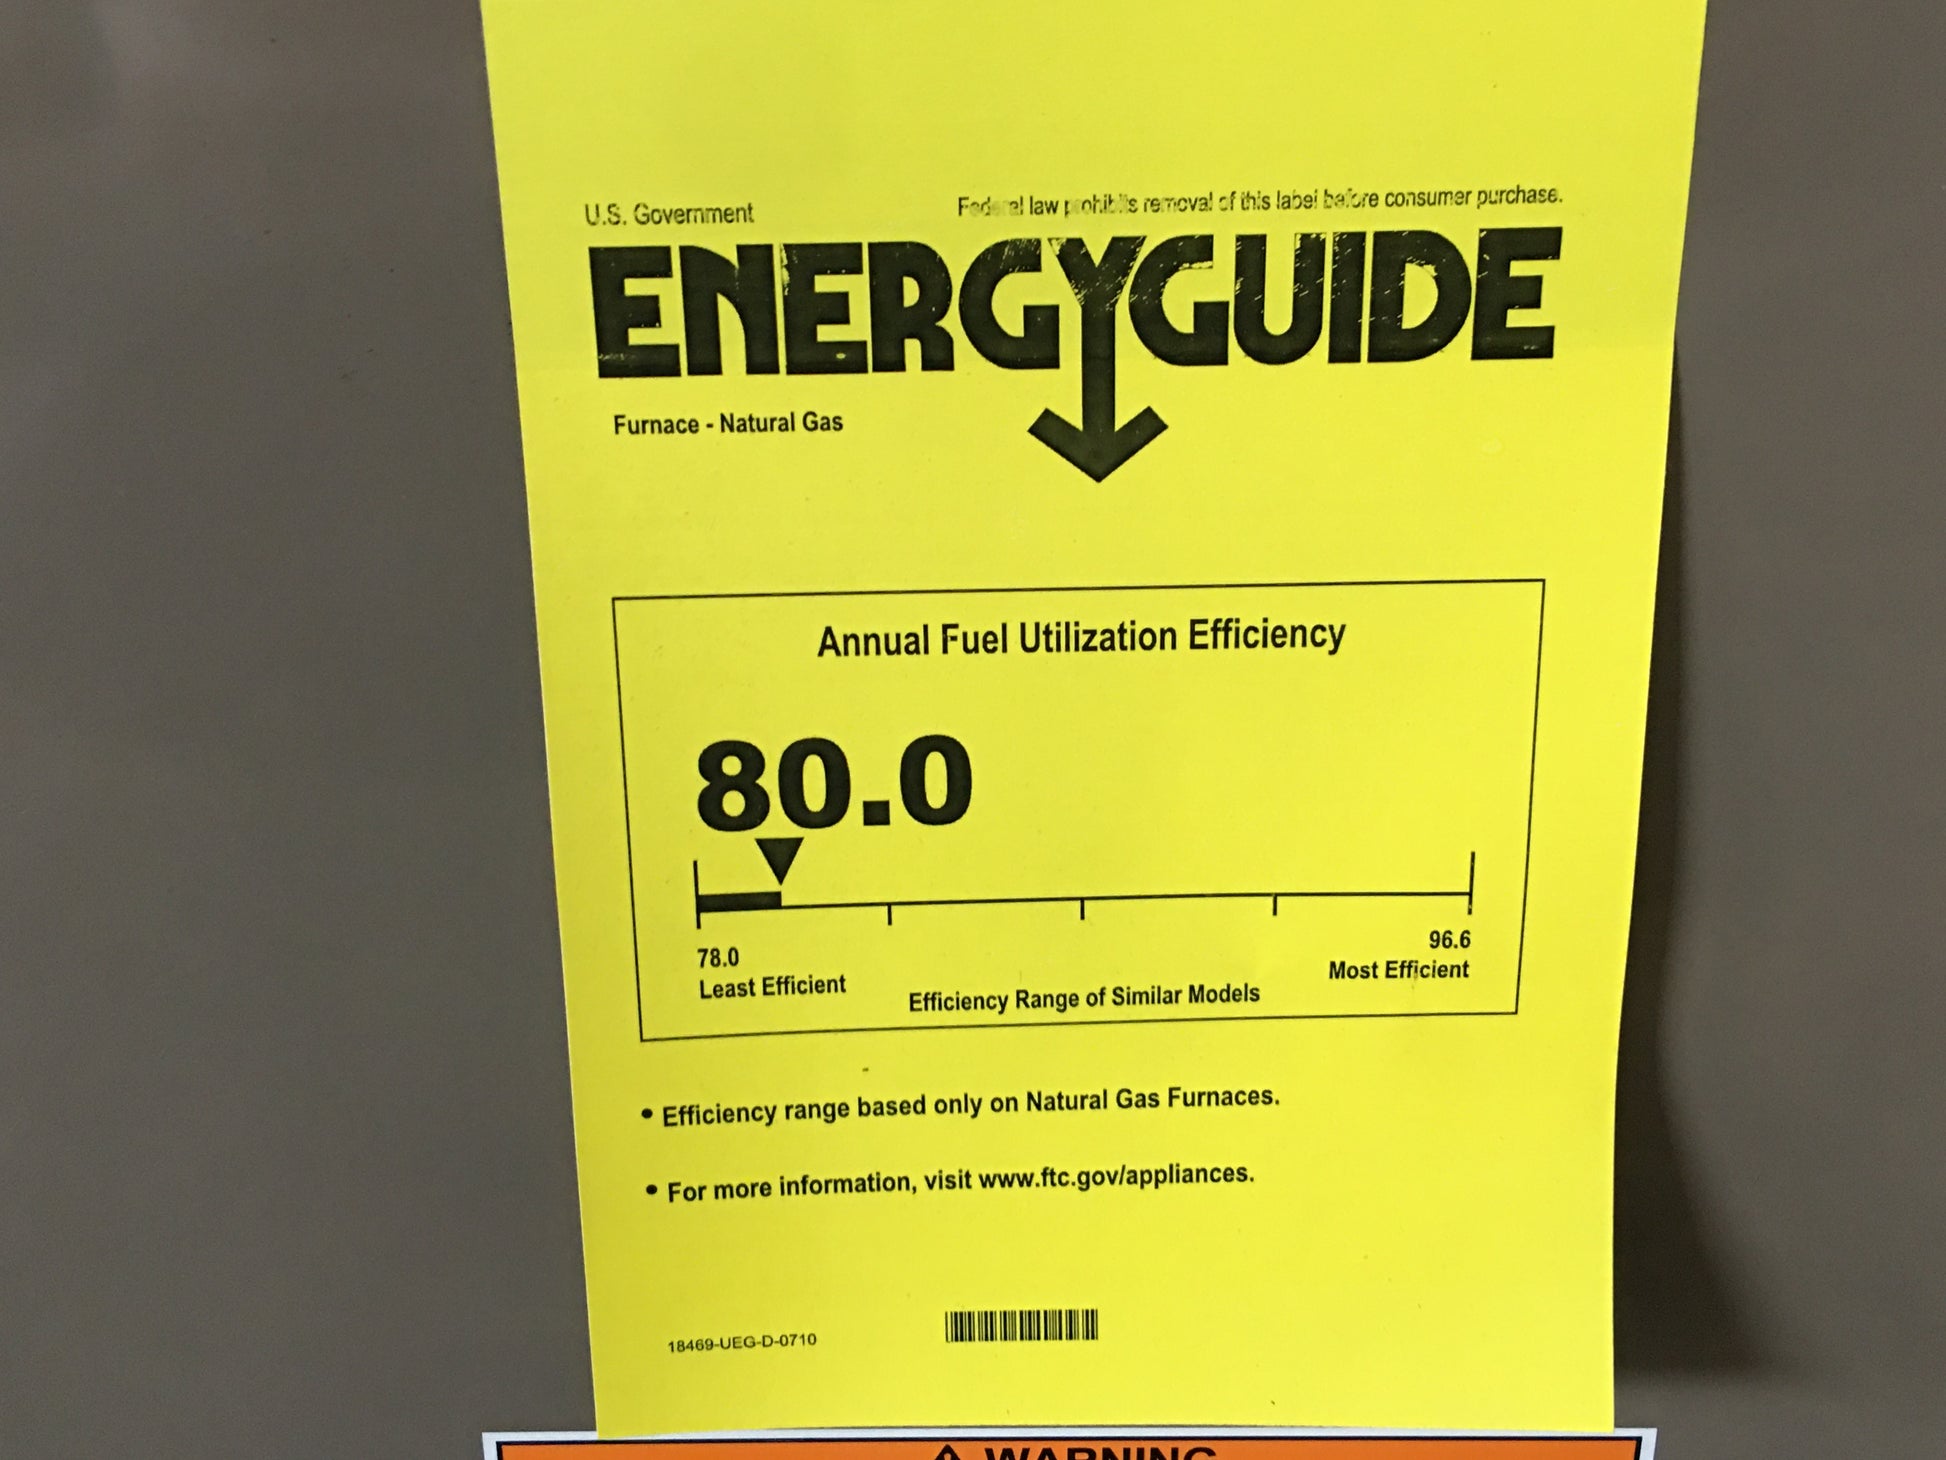 U.S. Government
Federal law prohibits removal of this label before consumer purchase.
ENERGYGUIDE
Furnace - Natural Gas
Annual Fuel Utilization Efficiency
80.0
78.0
Least Efficient
96.6
Most Efficient
Efficiency Range of Similar Models
• Efficiency range based only on Natural Gas Furnaces.
• For more information, visit www.ftc.gov/appliances.
18469-UEG-D-0710
WARNING